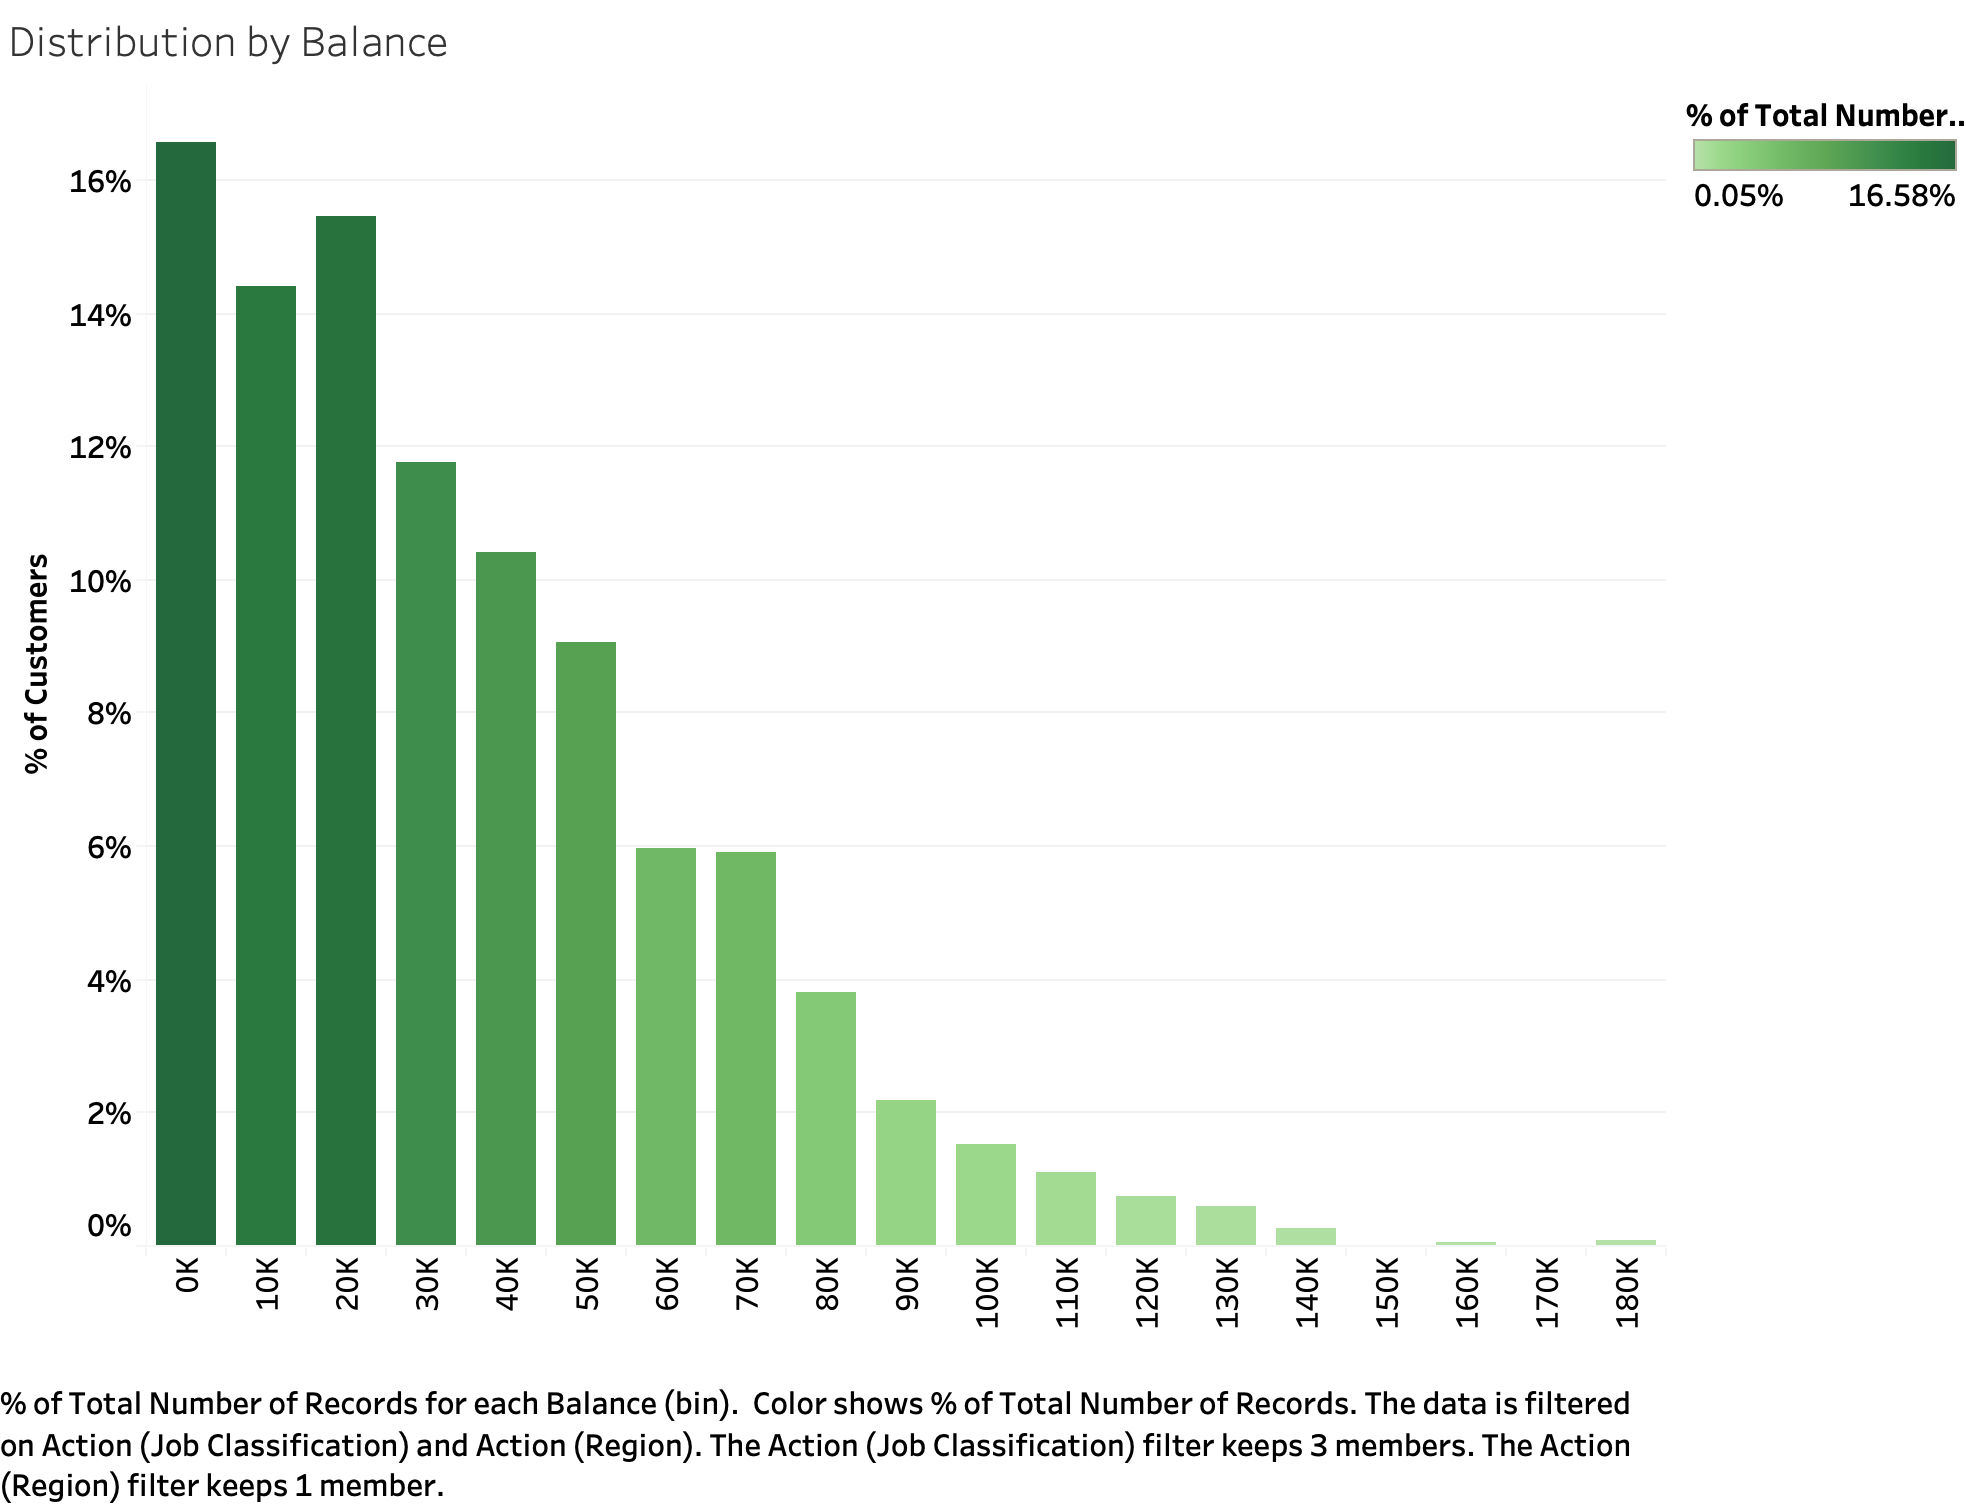 Distribution by Balance
% of Total Number..
0.05% 16.58%
% of Customers
16%
14%
12%
10%
8%
6%
4%
2%
0%
0K 10K 20K 30K 40K 50K 60K 70K 80K 90K 100K 110K 120K 130K 140K 150K 160K 170K 180K
% of Total Number of Records for each Balance (bin).  Color shows % of Total Number of Records. The data is filtered
on Action (Job Classification) and Action (Region). The Action (Job Classification) filter keeps 3 members. The Action
(Region) filter keeps 1 member.